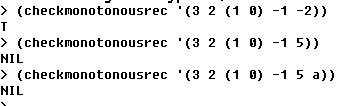 > (checkmonotonousrec '(3 2 (1 0) -1 -2))
T
> (checkmonotonousrec '(3 2 (1 0) -1 5))
NIL
> (checkmonotonousrec '(3 2 (1 0) -1 5 a))
NIL
>